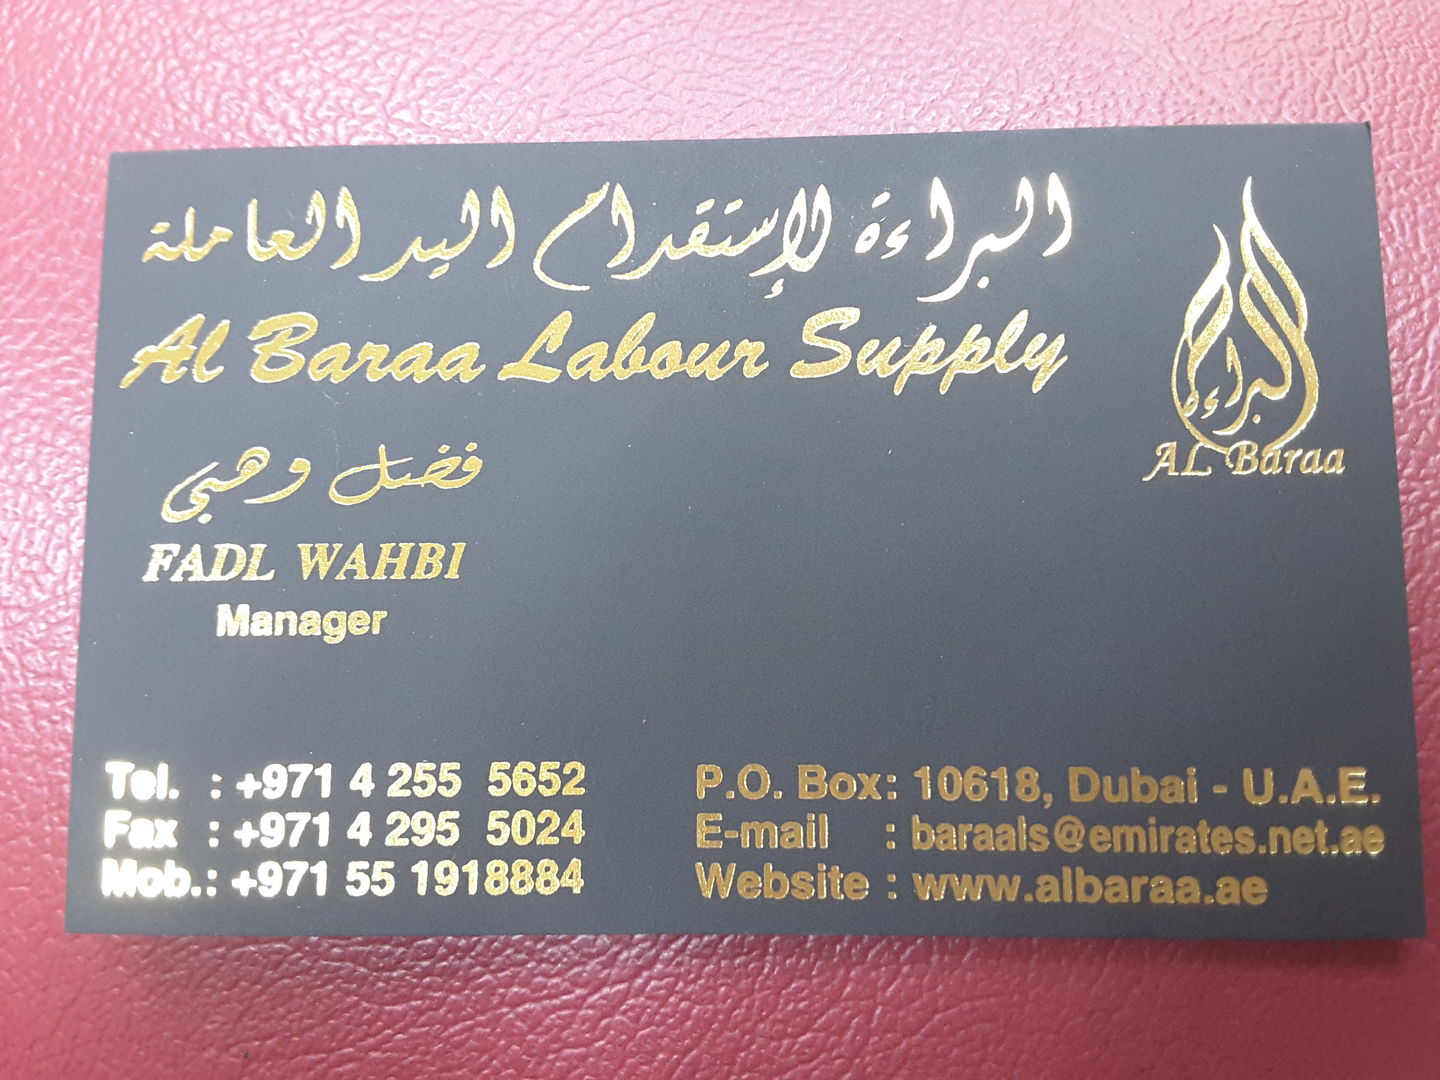 البراءة لإستقدام اليد العاملة
Al Baraa Labour Supply
البراءة
AL Baraa
فضل وهبي
FADL WAHBI
Manager
Tel. : +971 4 255 5652
Fax : +971 4 295 5024
Mob.: +971 55 1918884
P.O. Box: 10618, Dubai - U.A.E.
E-mail : baraals@emirates.net.ae
Website : www.albaraa.ae